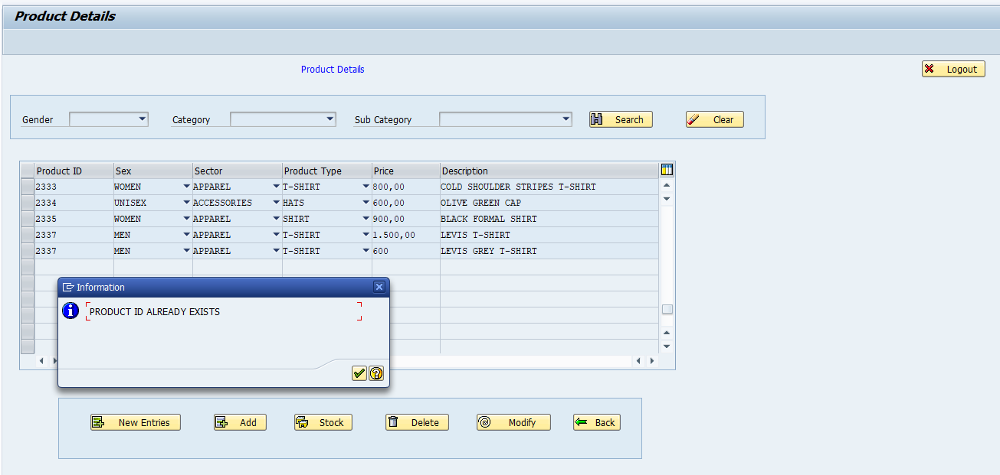 Product Details
Product Details
Logout
Gender Category Sub Category Search Clear
Product ID Sex Sector Product Type Price Description
2333 WOMEN APPAREL T-SHIRT 800,00 COLD SHOULDER STRIPES T-SHIRT
2334 UNISEX ACCESSORIES HATS 600,00 OLIVE GREEN CAP
2335 WOMEN APPAREL SHIRT 900,00 BLACK FORMAL SHIRT
2337 MEN APPAREL T-SHIRT 1.500,00 LEVIS T-SHIRT
2337 MEN APPAREL T-SHIRT 600 LEVIS GREY T-SHIRT
Information
PRODUCT ID ALREADY EXISTS
New Entries Add Stock Delete Modify Back